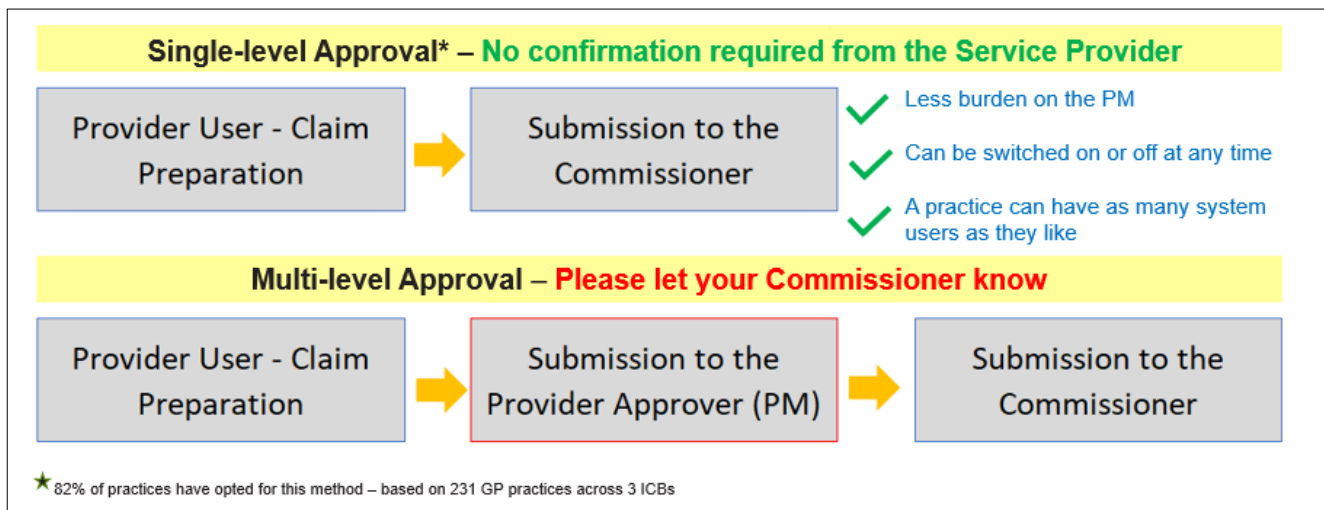 Single-level Approval* – No confirmation required from the Service Provider
Provider User - Claim
Preparation
Submission to the
Commissioner
Less burden on the PM
Can be switched on or off at any time
A practice can have as many system
users as they like
Multi-level Approval – Please let your Commissioner know
Provider User - Claim
Preparation
Submission to the
Provider Approver (PM)
Submission to the
Commissioner
82% of practices have opted for this method – based on 231 GP practices across 3 ICBs